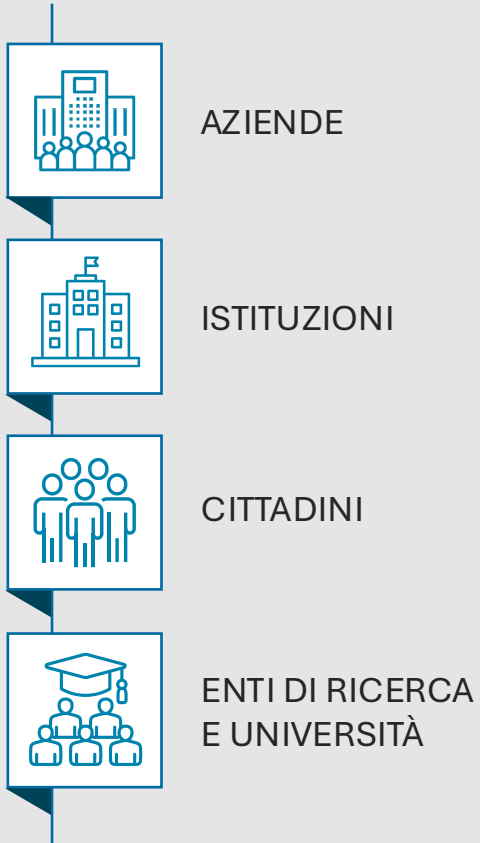 AZIENDE
ISTITUZIONI
CITTADINI
ENTI DI RICERCA
E UNIVERSITÀ